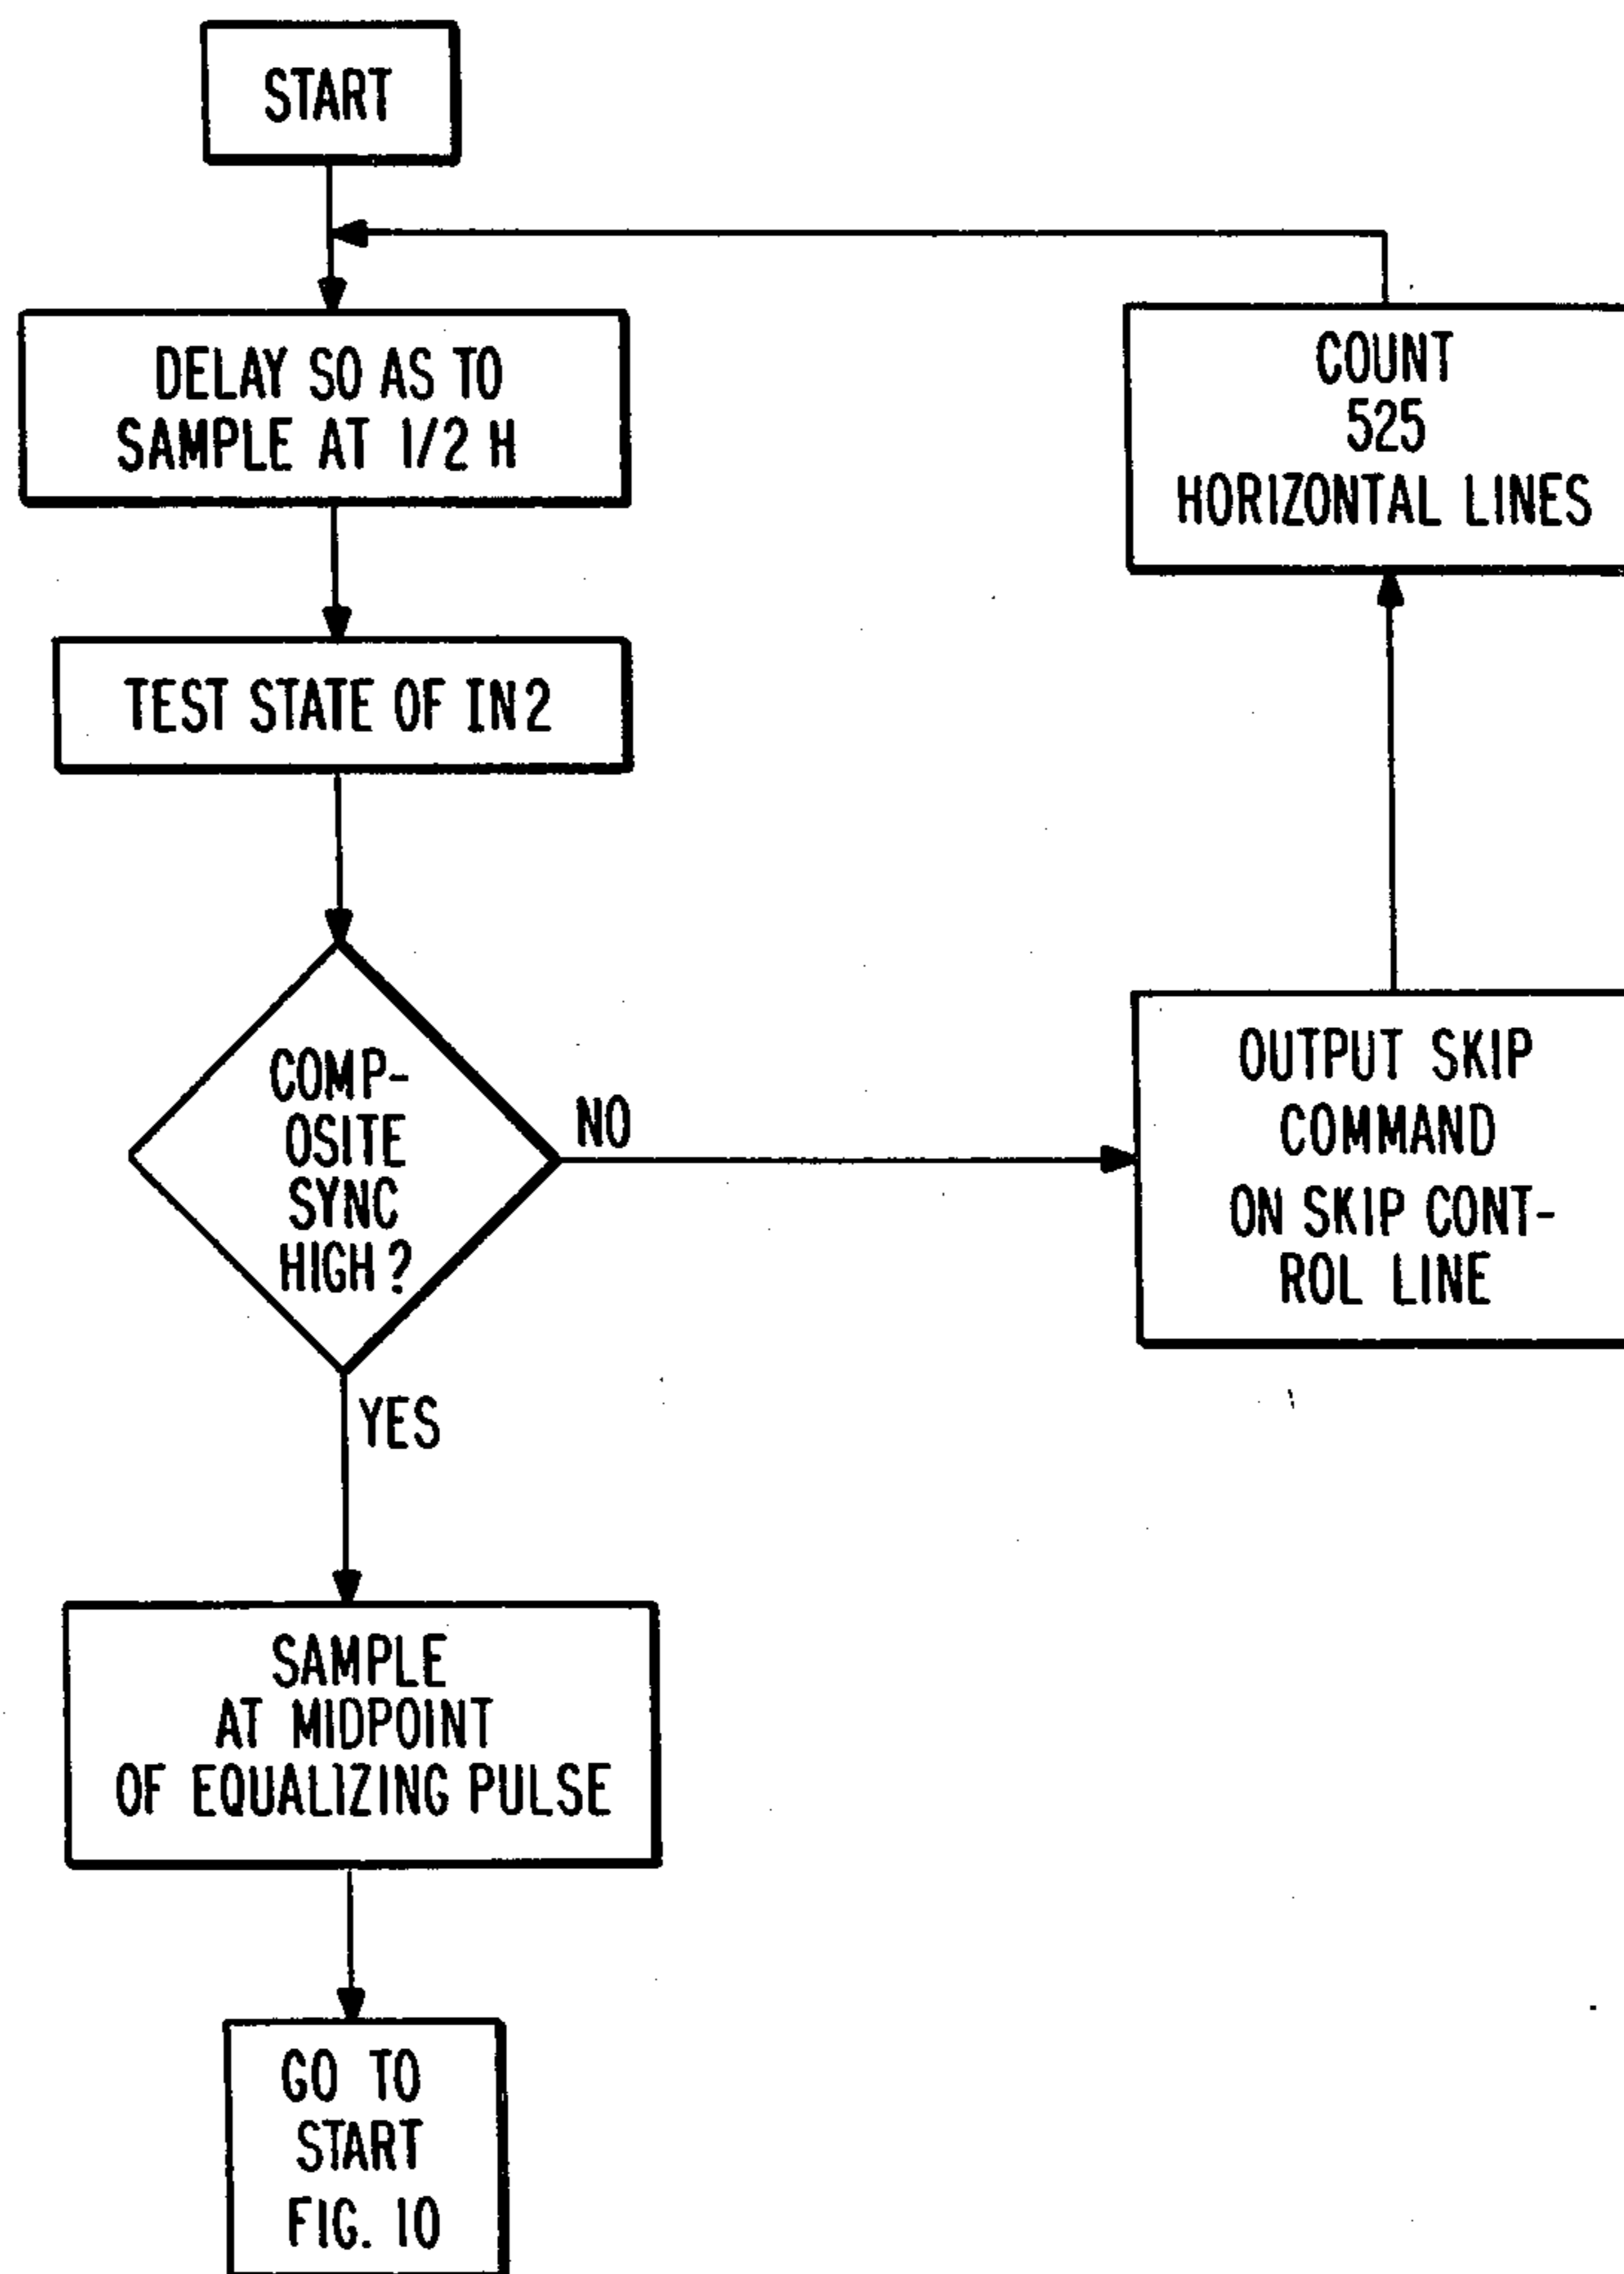 START
DELAY SO AS TO
SAMPLE AT 1/2 H
COUNT
525
HORIZONTAL LINES
TEST STATE OF IN2
COMP-
OSITE
SYNC
HIGH?
NO
OUTPUT SKIP
COMMAND
ON SKIP CONT-
ROL LINE
YES
SAMPLE
AT MIDPOINT
OF EQUALIZING PULSE
GO TO
START
FIG. 10